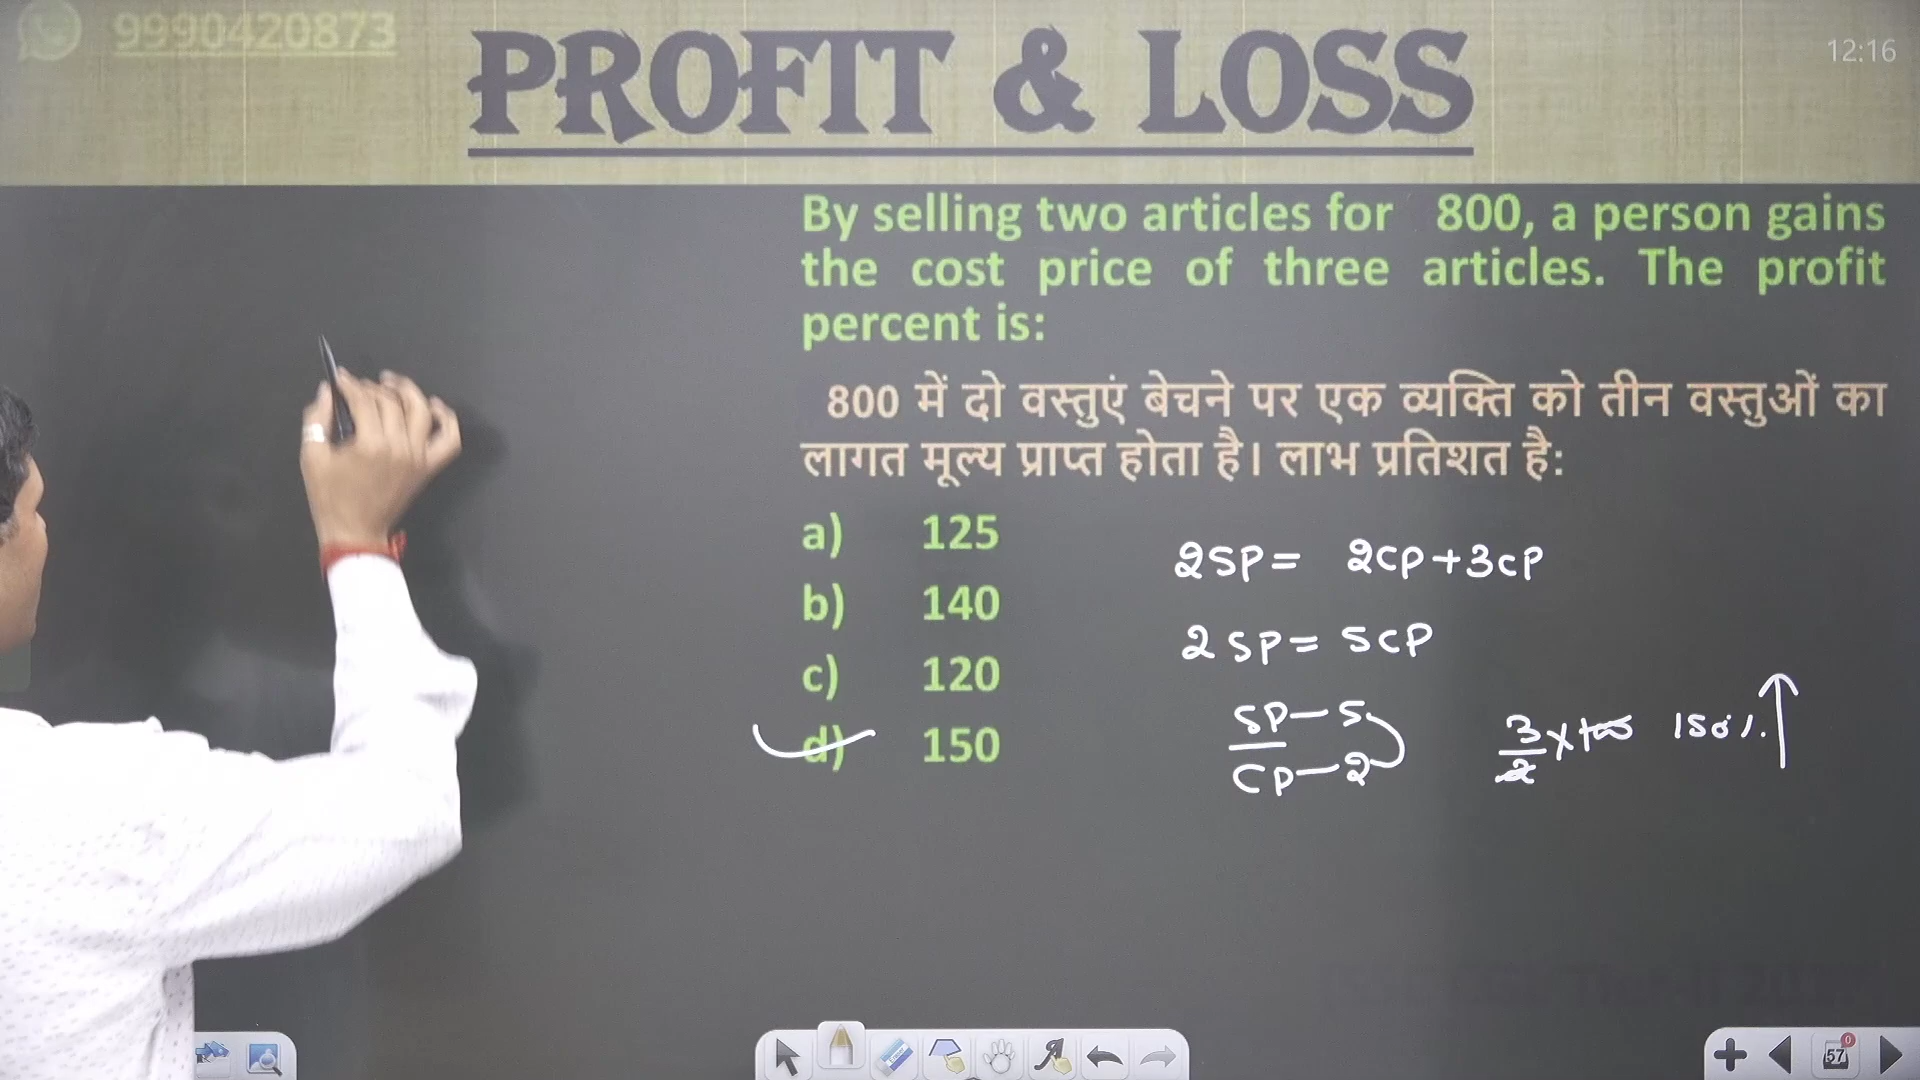 9990420873
PROFIT & LOSS
12:16
By selling two articles for 800, a person gains
the cost price of three articles. The profit
percent is:
800 में दो वस्तुएं बेचने पर एक व्यक्ति को तीन वस्तुओं का
लागत मूल्य प्राप्त होता है। लाभ प्रतिशत है:
a) 125
b) 140
c) 120
d) 150
2SP = 2CP+3CP
2SP = 5CP
SP — 5
CP — 2
3/2 × 100 150%
57
0